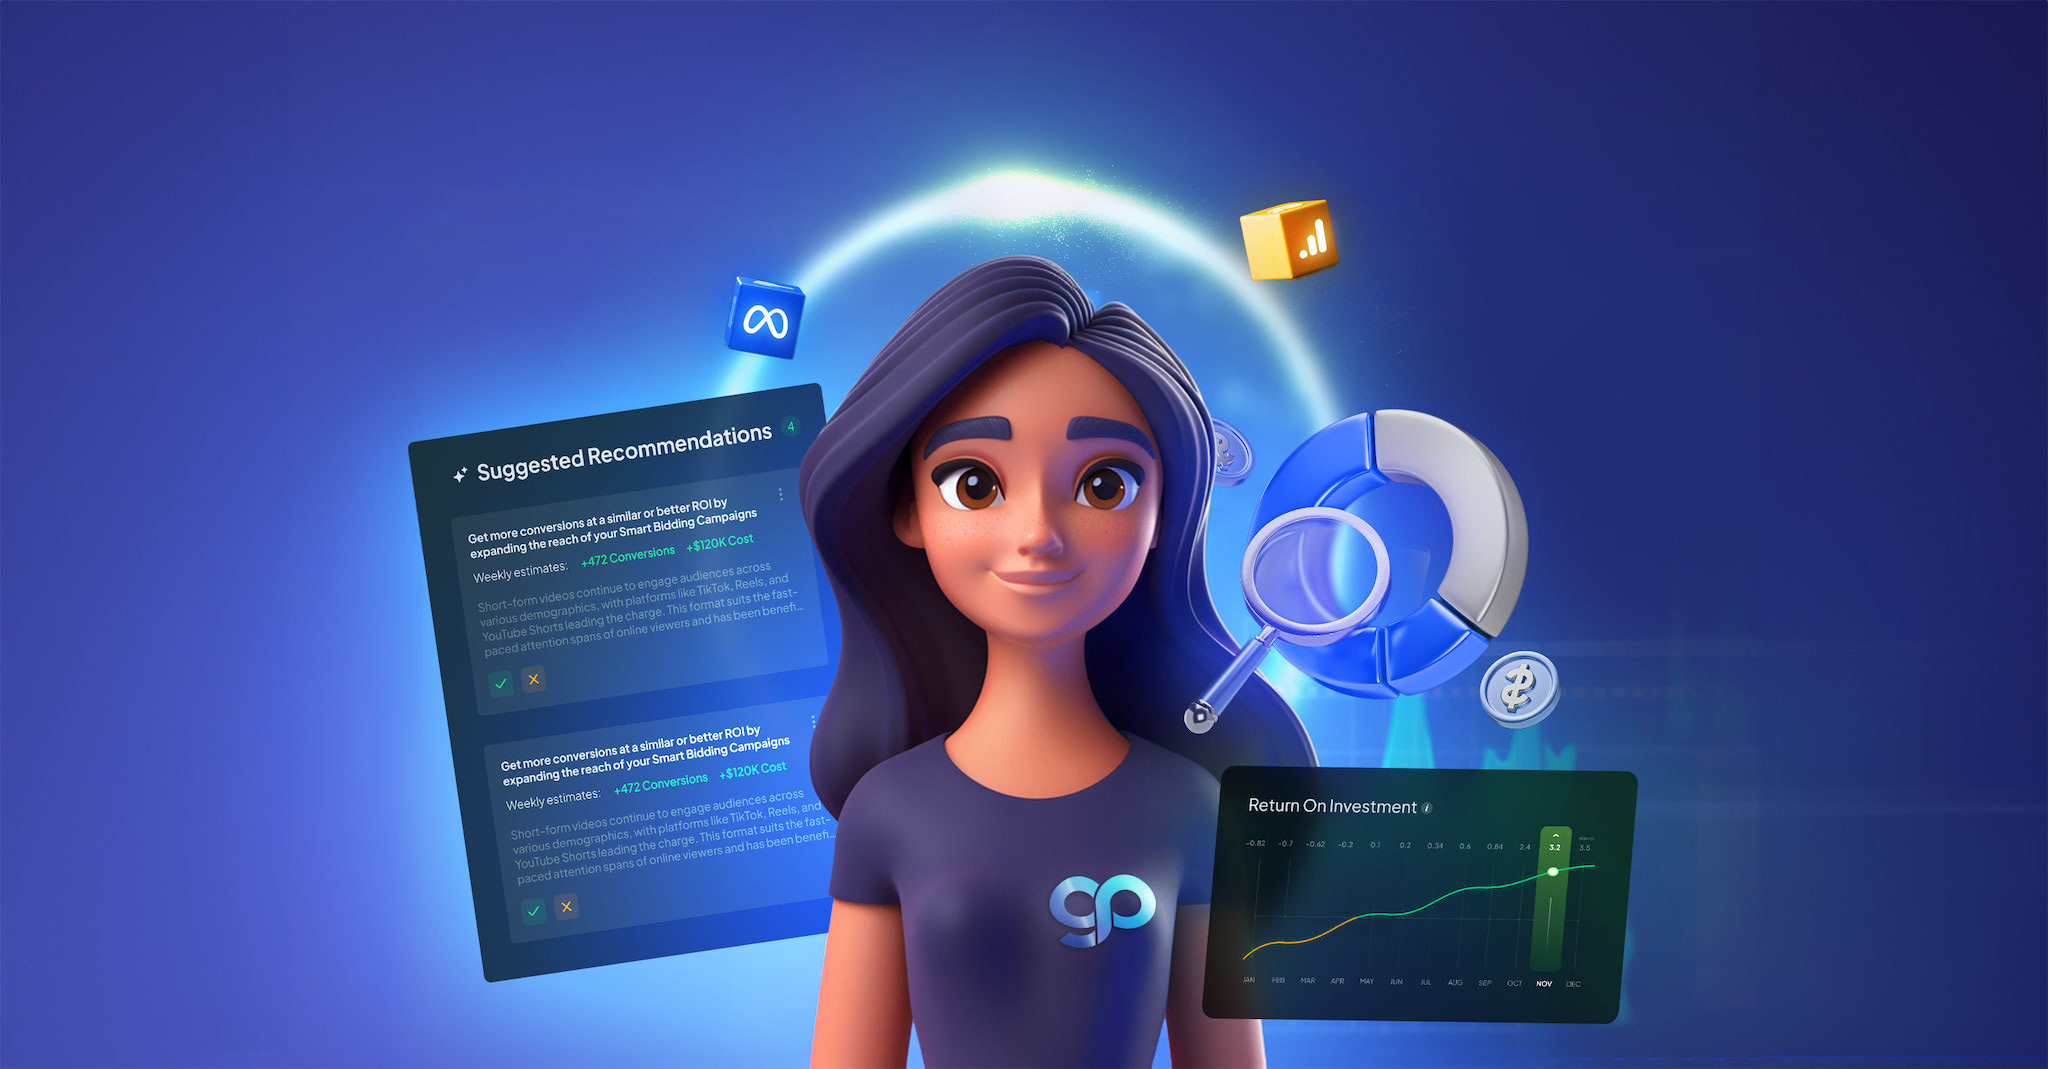 Suggested Recommendations 4
Get more conversions at a similar or better ROI by
expanding the reach of your Smart Bidding Campaigns
Weekly estimates: +472 Conversions +$120K Cost
Short-form videos continue to engage audiences across
various demographics, with platforms like TikTok, Reels, and
YouTube Shorts leading the charge. This format suits the fast-
paced attention spans of online viewers and has been benefi...
Get more conversions at a similar or better ROI by
expanding the reach of your Smart Bidding Campaigns
Weekly estimates: +472 Conversions +$120K Cost
Short-form videos continue to engage audiences across
various demographics, with platforms like TikTok, Reels, and
YouTube Shorts leading the charge. This format suits the fast-
paced attention spans of online viewers and has been benefi...
gp
Return On Investment
-0.82 -0.7 -0.62 -0.2 0.1 0.2 0.34 0.6 0.84 2.4 3.2 3.5
JAN FEB MAR APR MAY JUN JUL AUG SEP OCT NOV DEC